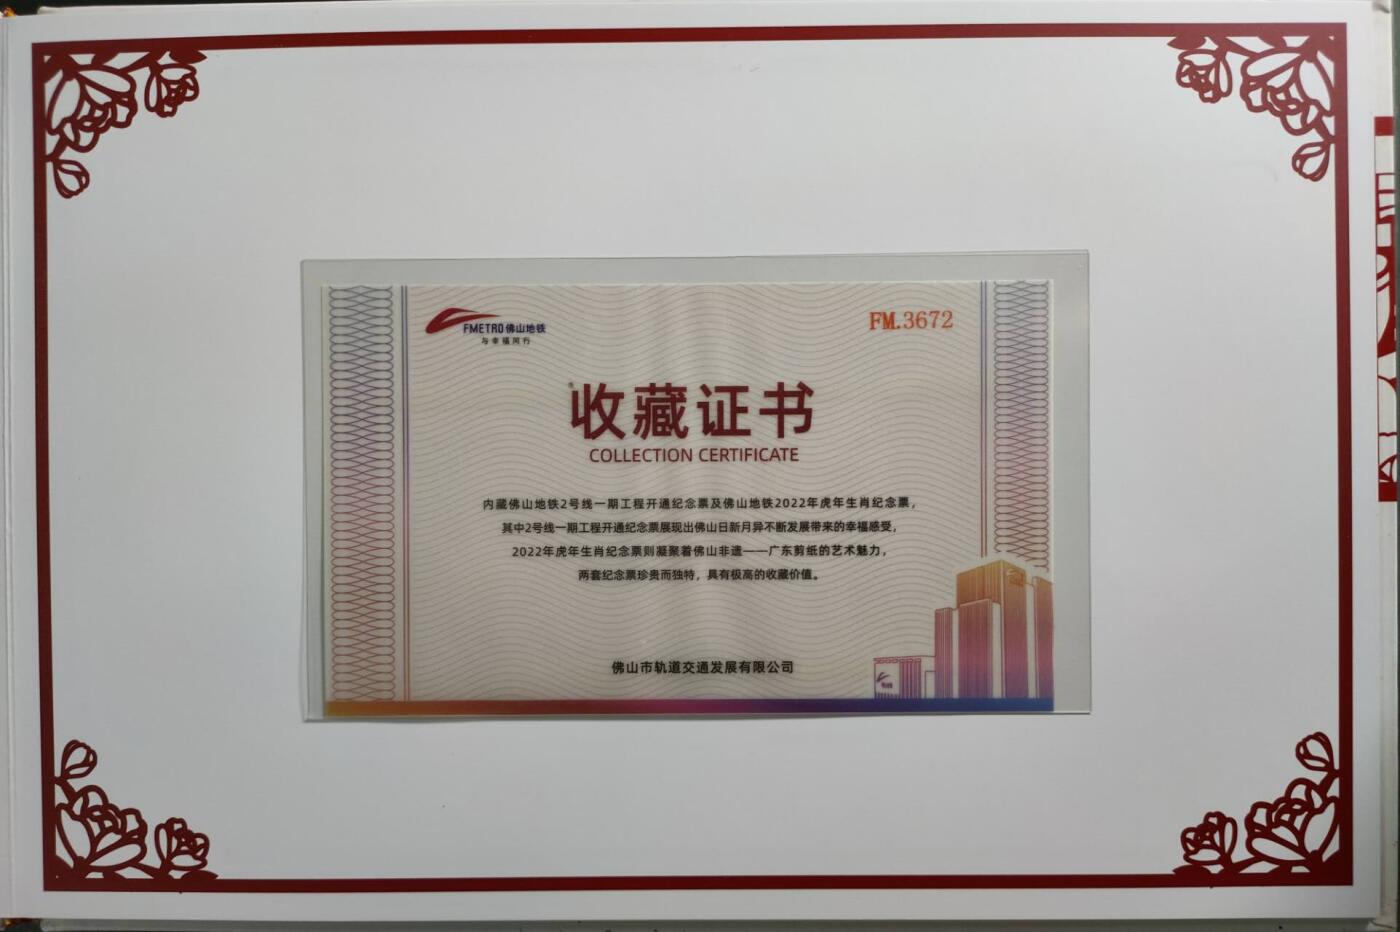 FMETRO佛山地铁
与幸福同行
FM.3672
收藏证书
COLLECTION CERTIFICATE
内藏佛山地铁2号线一期工程开通纪念票及佛山地铁2022年虎年生肖纪念票，
其中2号线一期工程开通纪念票展现出佛山日新月异不断发展带来的幸福感受，
2022年虎年生肖纪念票则凝聚着佛山非遗——广东剪纸的艺术魅力，
两套纪念票珍贵而独特，具有极高的收藏价值。
佛山市轨道交通发展有限公司